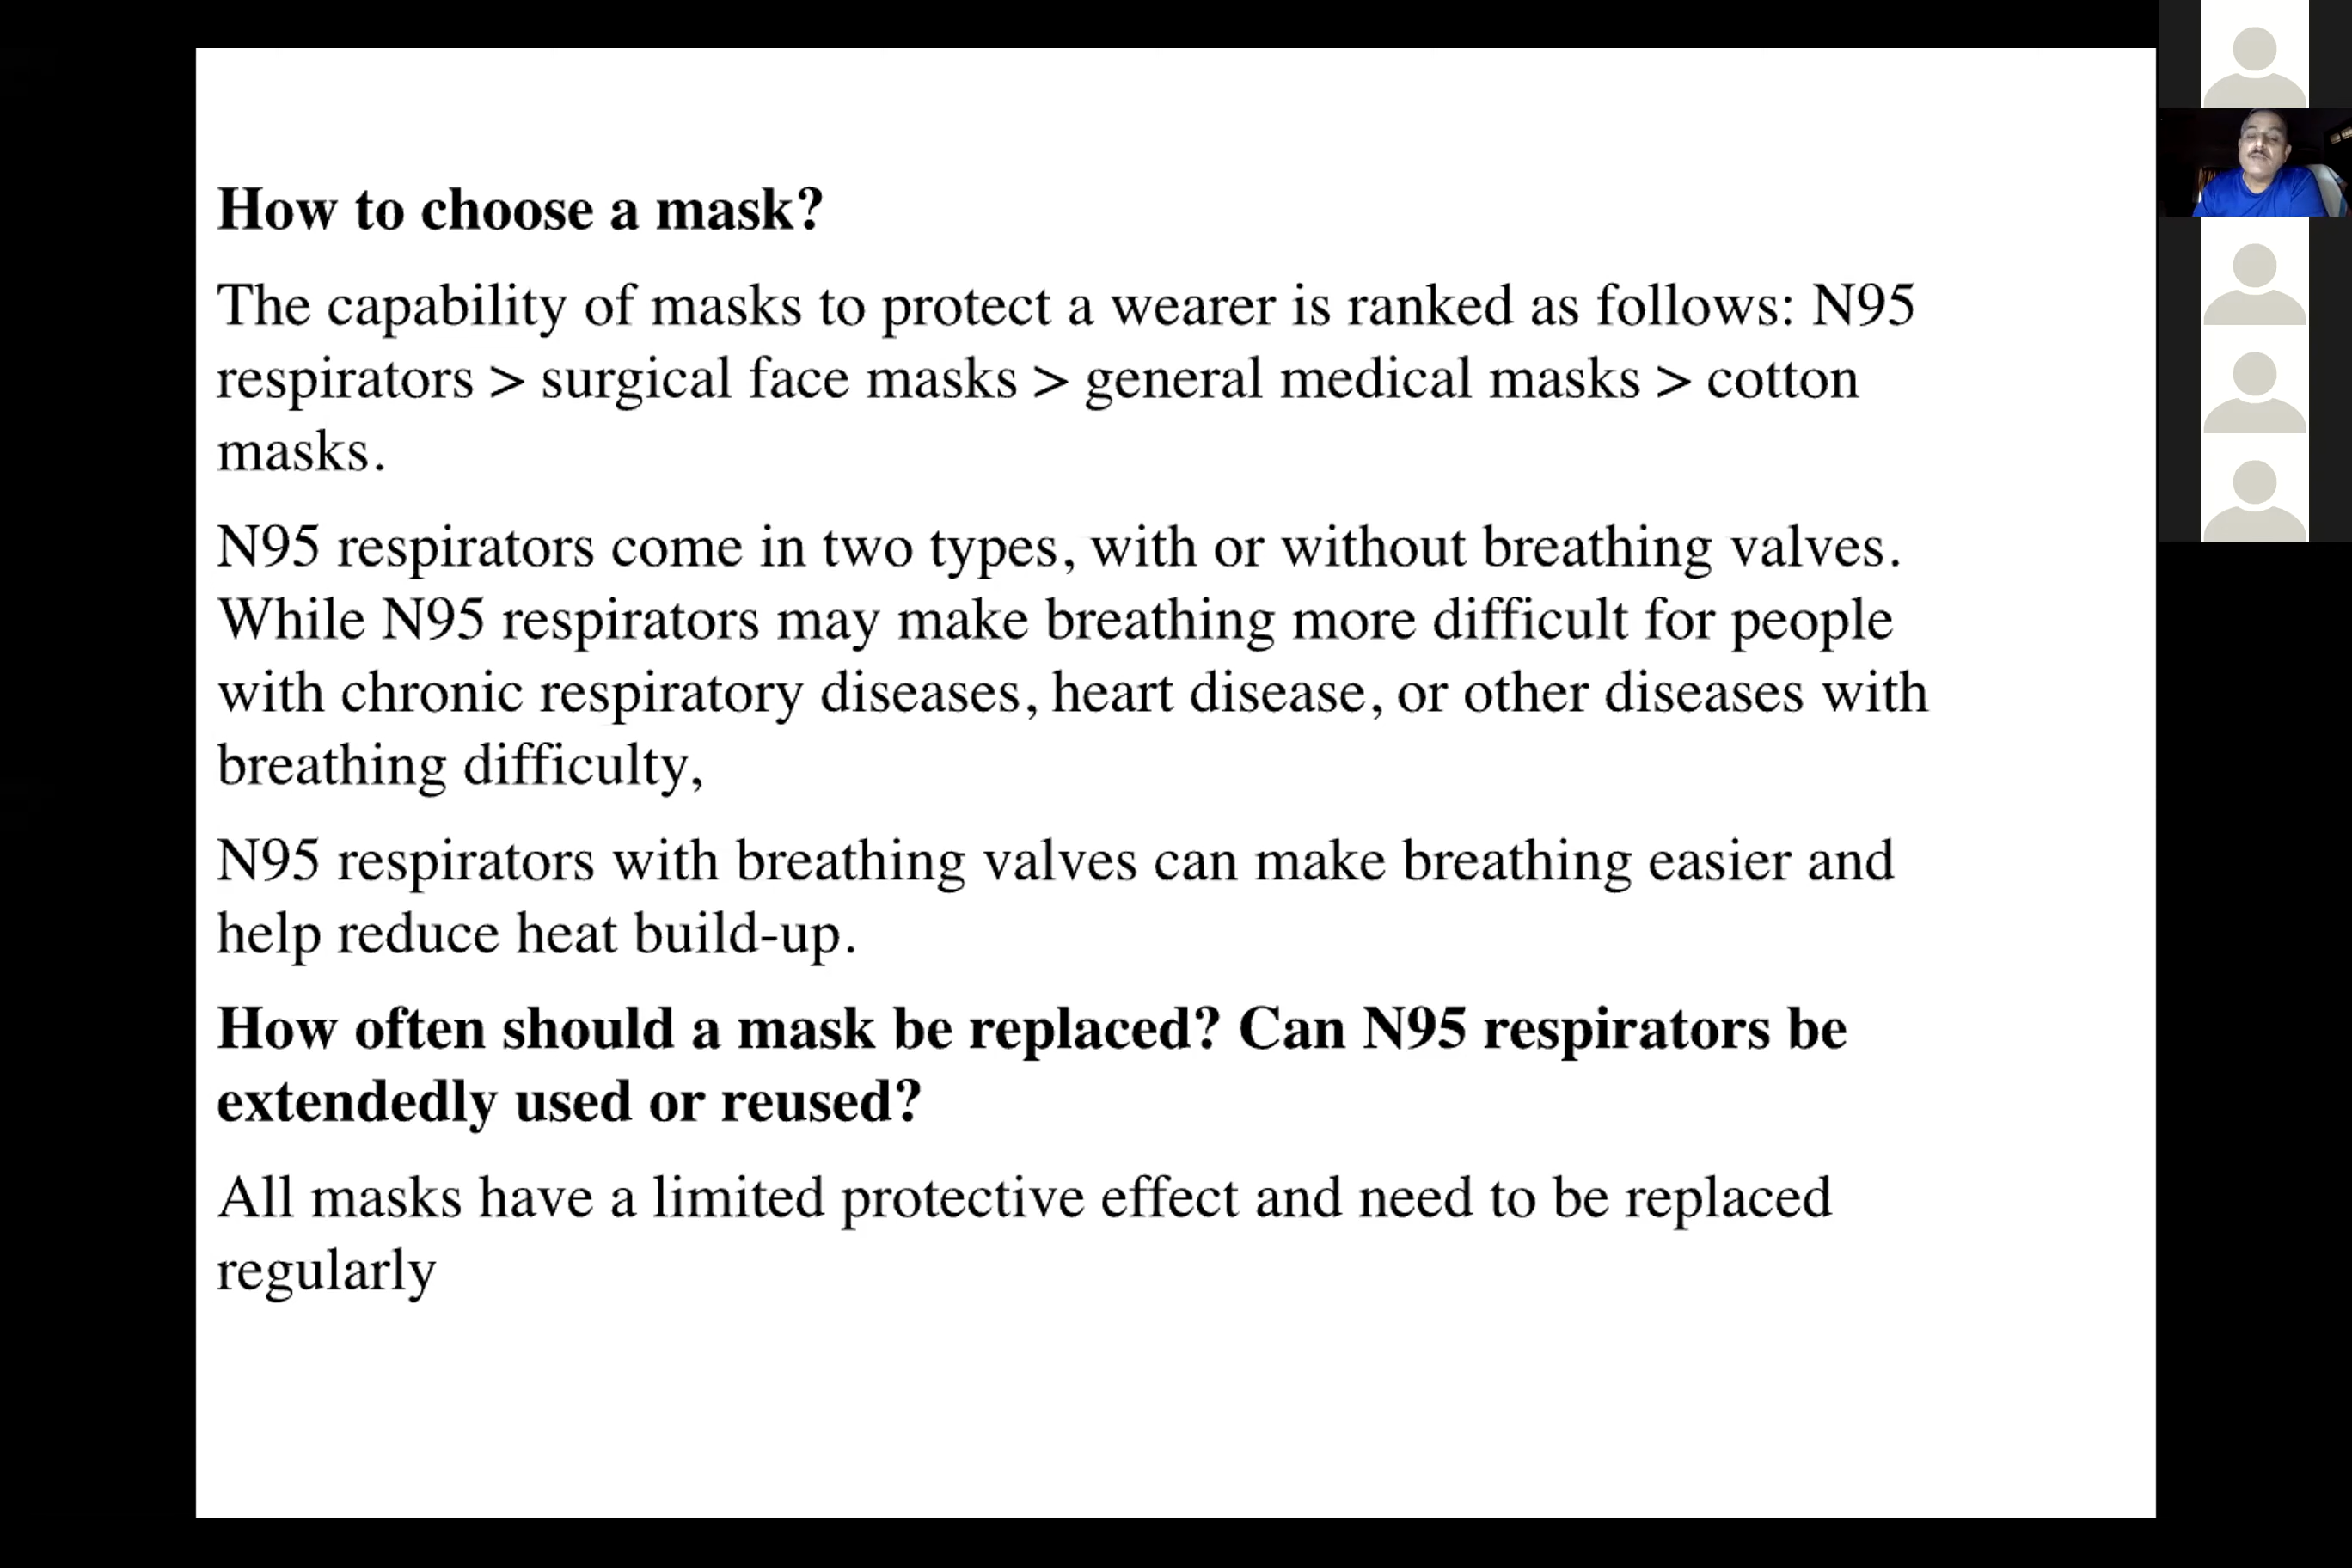 How to choose a mask?
The capability of masks to protect a wearer is ranked as follows: N95
respirators > surgical face masks > general medical masks > cotton
masks.
N95 respirators come in two types, with or without breathing valves.
While N95 respirators may make breathing more difficult for people
with chronic respiratory diseases, heart disease, or other diseases with
breathing difficulty,
N95 respirators with breathing valves can make breathing easier and
help reduce heat build-up.
How often should a mask be replaced? Can N95 respirators be
extendedly used or reused?
All masks have a limited protective effect and need to be replaced
regularly